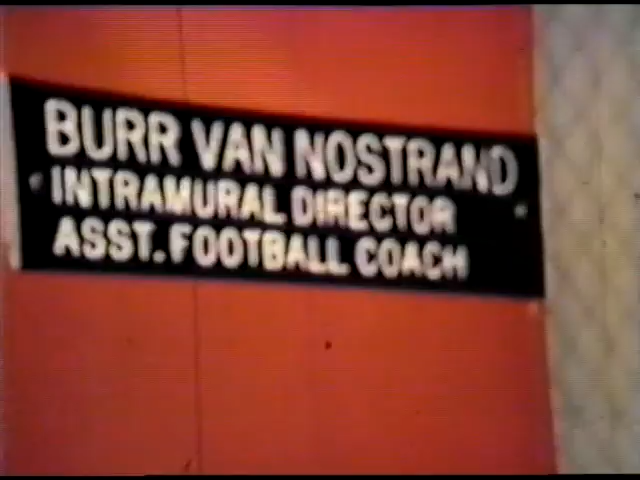 BURR VAN NOSTRAND
INTRAMURAL DIRECTOR
ASST. FOOTBALL COACH